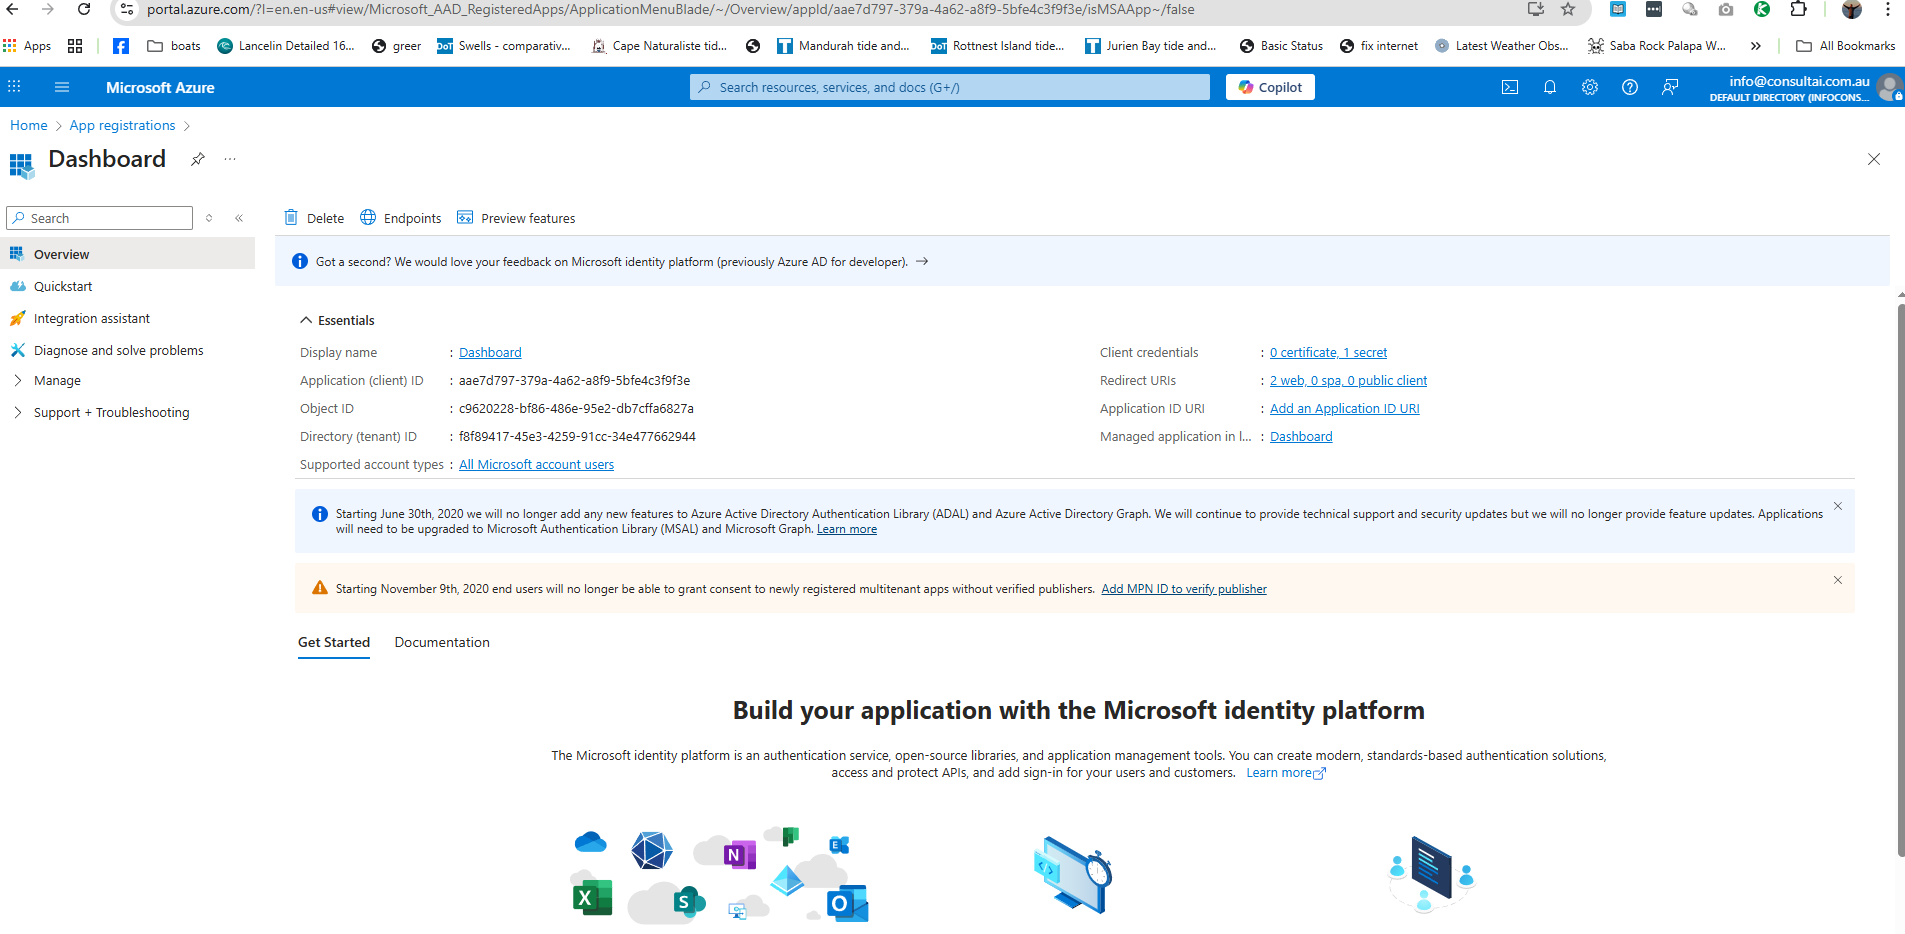 portal.azure.com/?l=en.en-us#view/Microsoft_AAD_RegisteredApps/ApplicationMenuBlade/~/Overview/appId/aae7d797-379a-4a62-a8f9-5bfe4c3f9f3e/isMSAApp~/false
Apps boats Lancelin Detailed 16... greer DoT Swells - comparativ... Cape Naturaliste tid... T Mandurah tide and... DoT Rottnest Island tide... T Jurien Bay tide and... Basic Status fix internet Latest Weather Obs... Saba Rock Palapa W... » All Bookmarks
Microsoft Azure
Search resources, services, and docs (G+/)
Copilot
info@consultai.com.au
DEFAULT DIRECTORY (INFOCONS...
Home > App registrations >
Dashboard
...
Search
Delete Endpoints Preview features
Overview
Quickstart
Integration assistant
Diagnose and solve problems
Manage
Support + Troubleshooting
Got a second? We would love your feedback on Microsoft identity platform (previously Azure AD for developer). →
Essentials
Display name : Dashboard
Application (client) ID : aae7d797-379a-4a62-a8f9-5bfe4c3f9f3e
Object ID : c9620228-bf86-486e-95e2-db7cffa6827a
Directory (tenant) ID : f8f89417-45e3-4259-91cc-34e477662944
Supported account types : All Microsoft account users
Client credentials : 0 certificate, 1 secret
Redirect URIs : 2 web, 0 spa, 0 public client
Application ID URI : Add an Application ID URI
Managed application in l... : Dashboard
Starting June 30th, 2020 we will no longer add any new features to Azure Active Directory Authentication Library (ADAL) and Azure Active Directory Graph. We will continue to provide technical support and security updates but we will no longer provide feature updates. Applications
will need to be upgraded to Microsoft Authentication Library (MSAL) and Microsoft Graph. Learn more
Starting November 9th, 2020 end users will no longer be able to grant consent to newly registered multitenant apps without verified publishers. Add MPN ID to verify publisher
Get Started Documentation
Build your application with the Microsoft identity platform
The Microsoft identity platform is an authentication service, open-source libraries, and application management tools. You can create modern, standards-based authentication solutions,
access and protect APIs, and add sign-in for your users and customers. Learn more
N
E
X
S
O